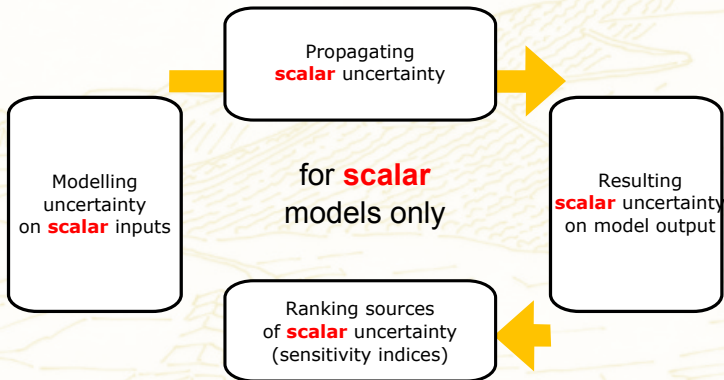 Propagating
scalar uncertainty
Modelling
uncertainty
on scalar inputs
for scalar
models only
Resulting
scalar uncertainty
on model output
Ranking sources
of scalar uncertainty
(sensitivity indices)